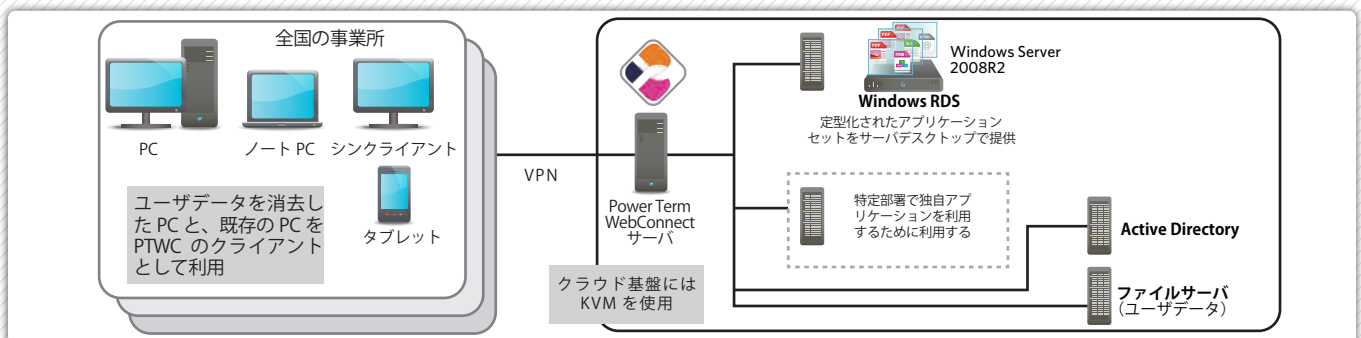 全国の事業所
PC
ノート PC
シンクライアント
タブレット
ユーザデータを消去し
た PC と、既存の PC を
PTWC のクライアント
として利用
VPN
Power Term
WebConnect
サーバ
クラウド基盤には
KVM を使用
Windows Server
2008R2
Windows RDS
定型化されたアプリケーション
セットをサーバデスクトップで提供
特定部署で独自アプ
リケーションを利用
するために利用する
Active Directory
ファイルサーバ
（ユーザデータ）